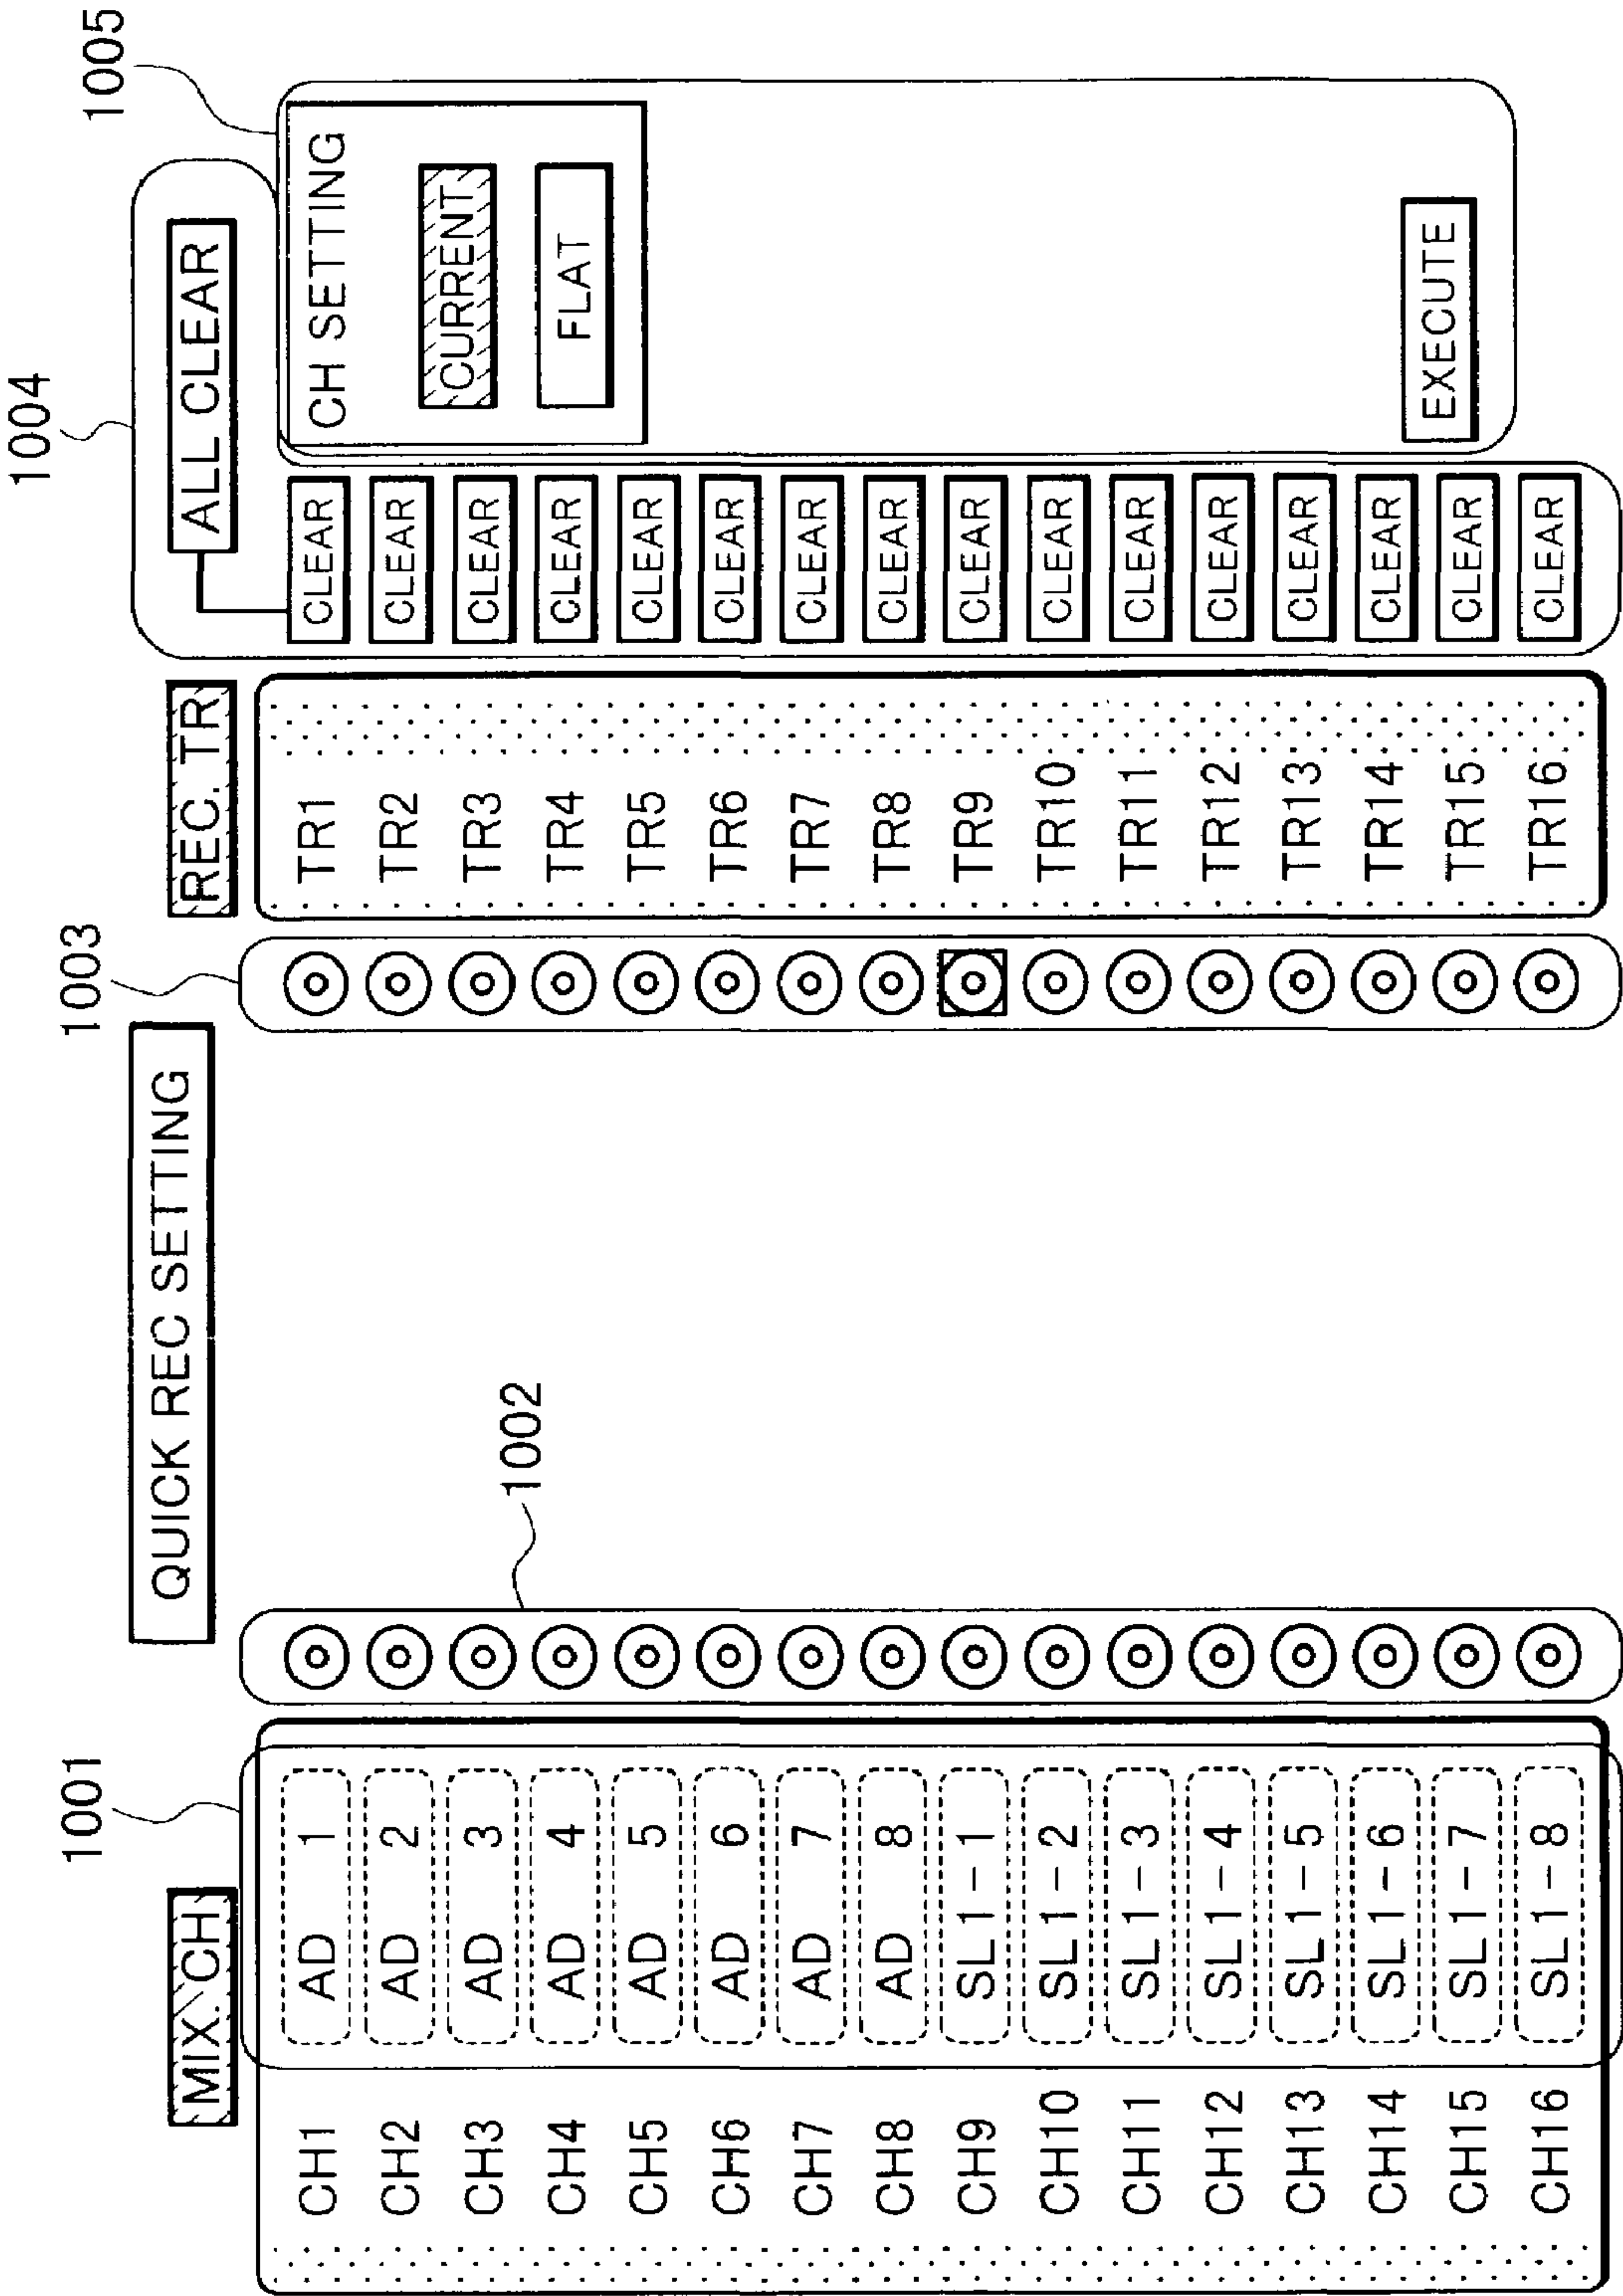 1001
1002
1003
1004
1005
QUICK REC SETTING
MIX. CH
REC. TR
ALL CLEAR
CH1 AD 1 TR1 CLEAR
CH2 AD 2 TR2 CLEAR
CH3 AD 3 TR3 CLEAR
CH4 AD 4 TR4 CLEAR
CH5 AD 5 TR5 CLEAR
CH6 AD 6 TR6 CLEAR
CH7 AD 7 TR7 CLEAR
CH8 AD 8 TR8 CLEAR
CH9 SL1-1 TR9 CLEAR
CH10 SL1-2 TR10 CLEAR
CH11 SL1-3 TR11 CLEAR
CH12 SL1-4 TR12 CLEAR
CH13 SL1-5 TR13 CLEAR
CH14 SL1-6 TR14 CLEAR
CH15 SL1-7 TR15 CLEAR
CH16 SL1-8 TR16 CLEAR
CH SETTING
CURRENT
FLAT
EXECUTE